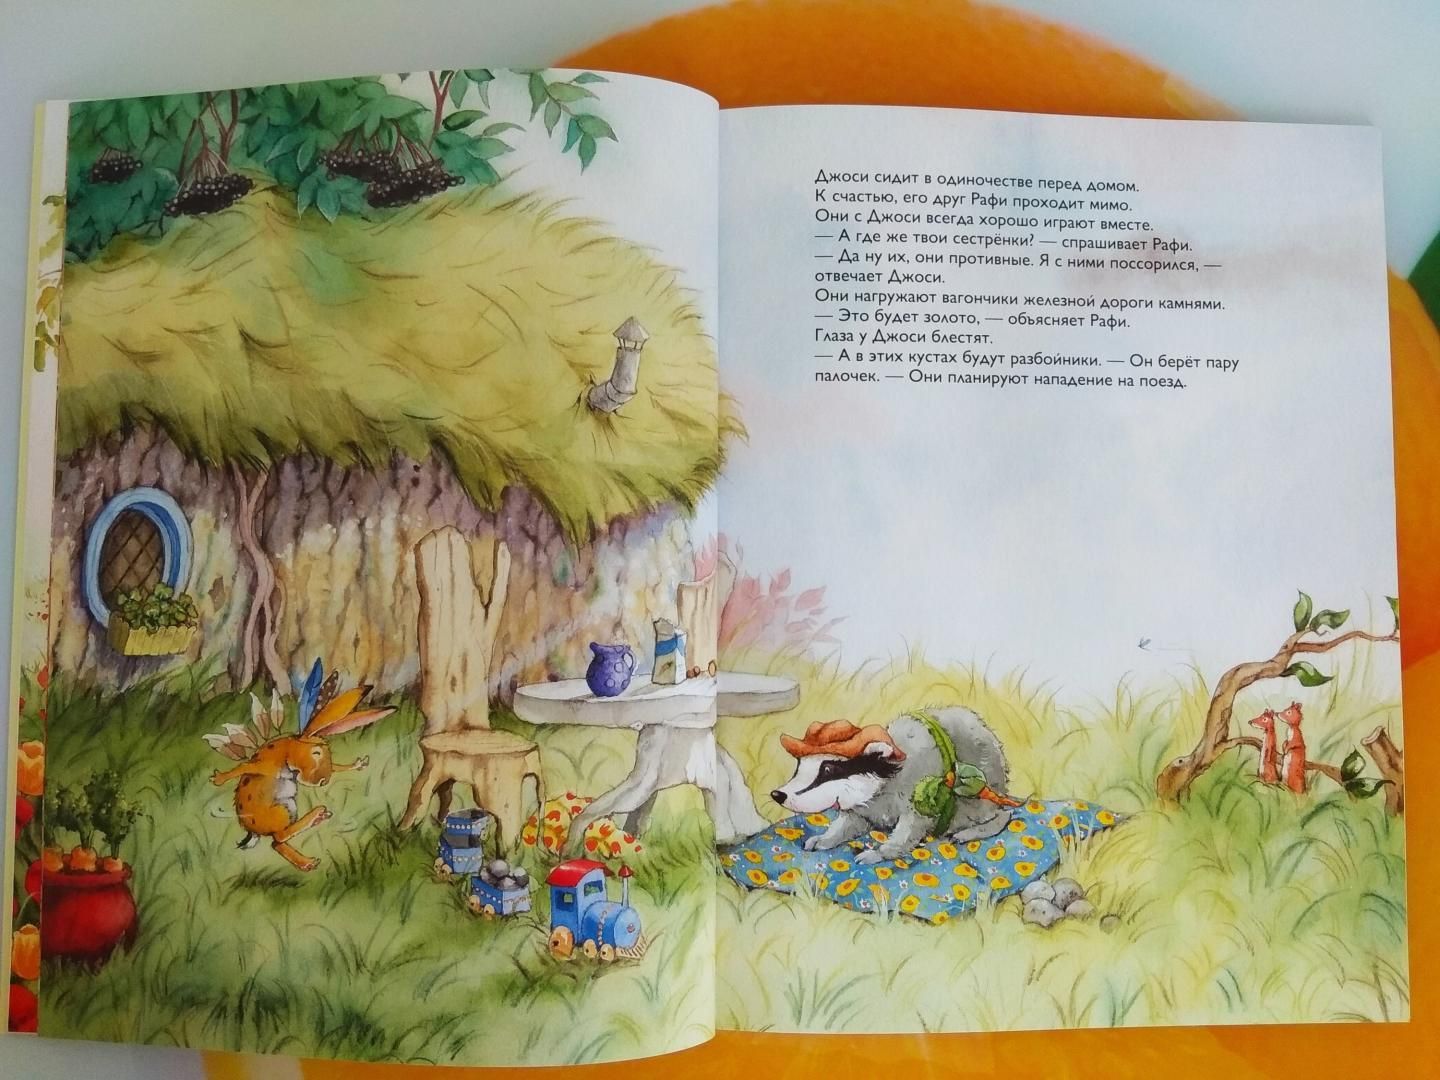 Джоси сидит в одиночестве перед домом.
К счастью, его друг Рафи проходит мимо.
Они с Джоси всегда хорошо играют вместе.
— А где же твои сестрёнки? — спрашивает Рафи.
— Да ну их, они противные. Я с ними поссорился, —
отвечает Джоси.
Они нагружают вагончики железной дороги камнями.
— Это будет золото, — объясняет Рафи.
Глаза у Джоси блестят.
— А в этих кустах будут разбойники. — Он берёт пару
палочек. — Они планируют нападение на поезд.